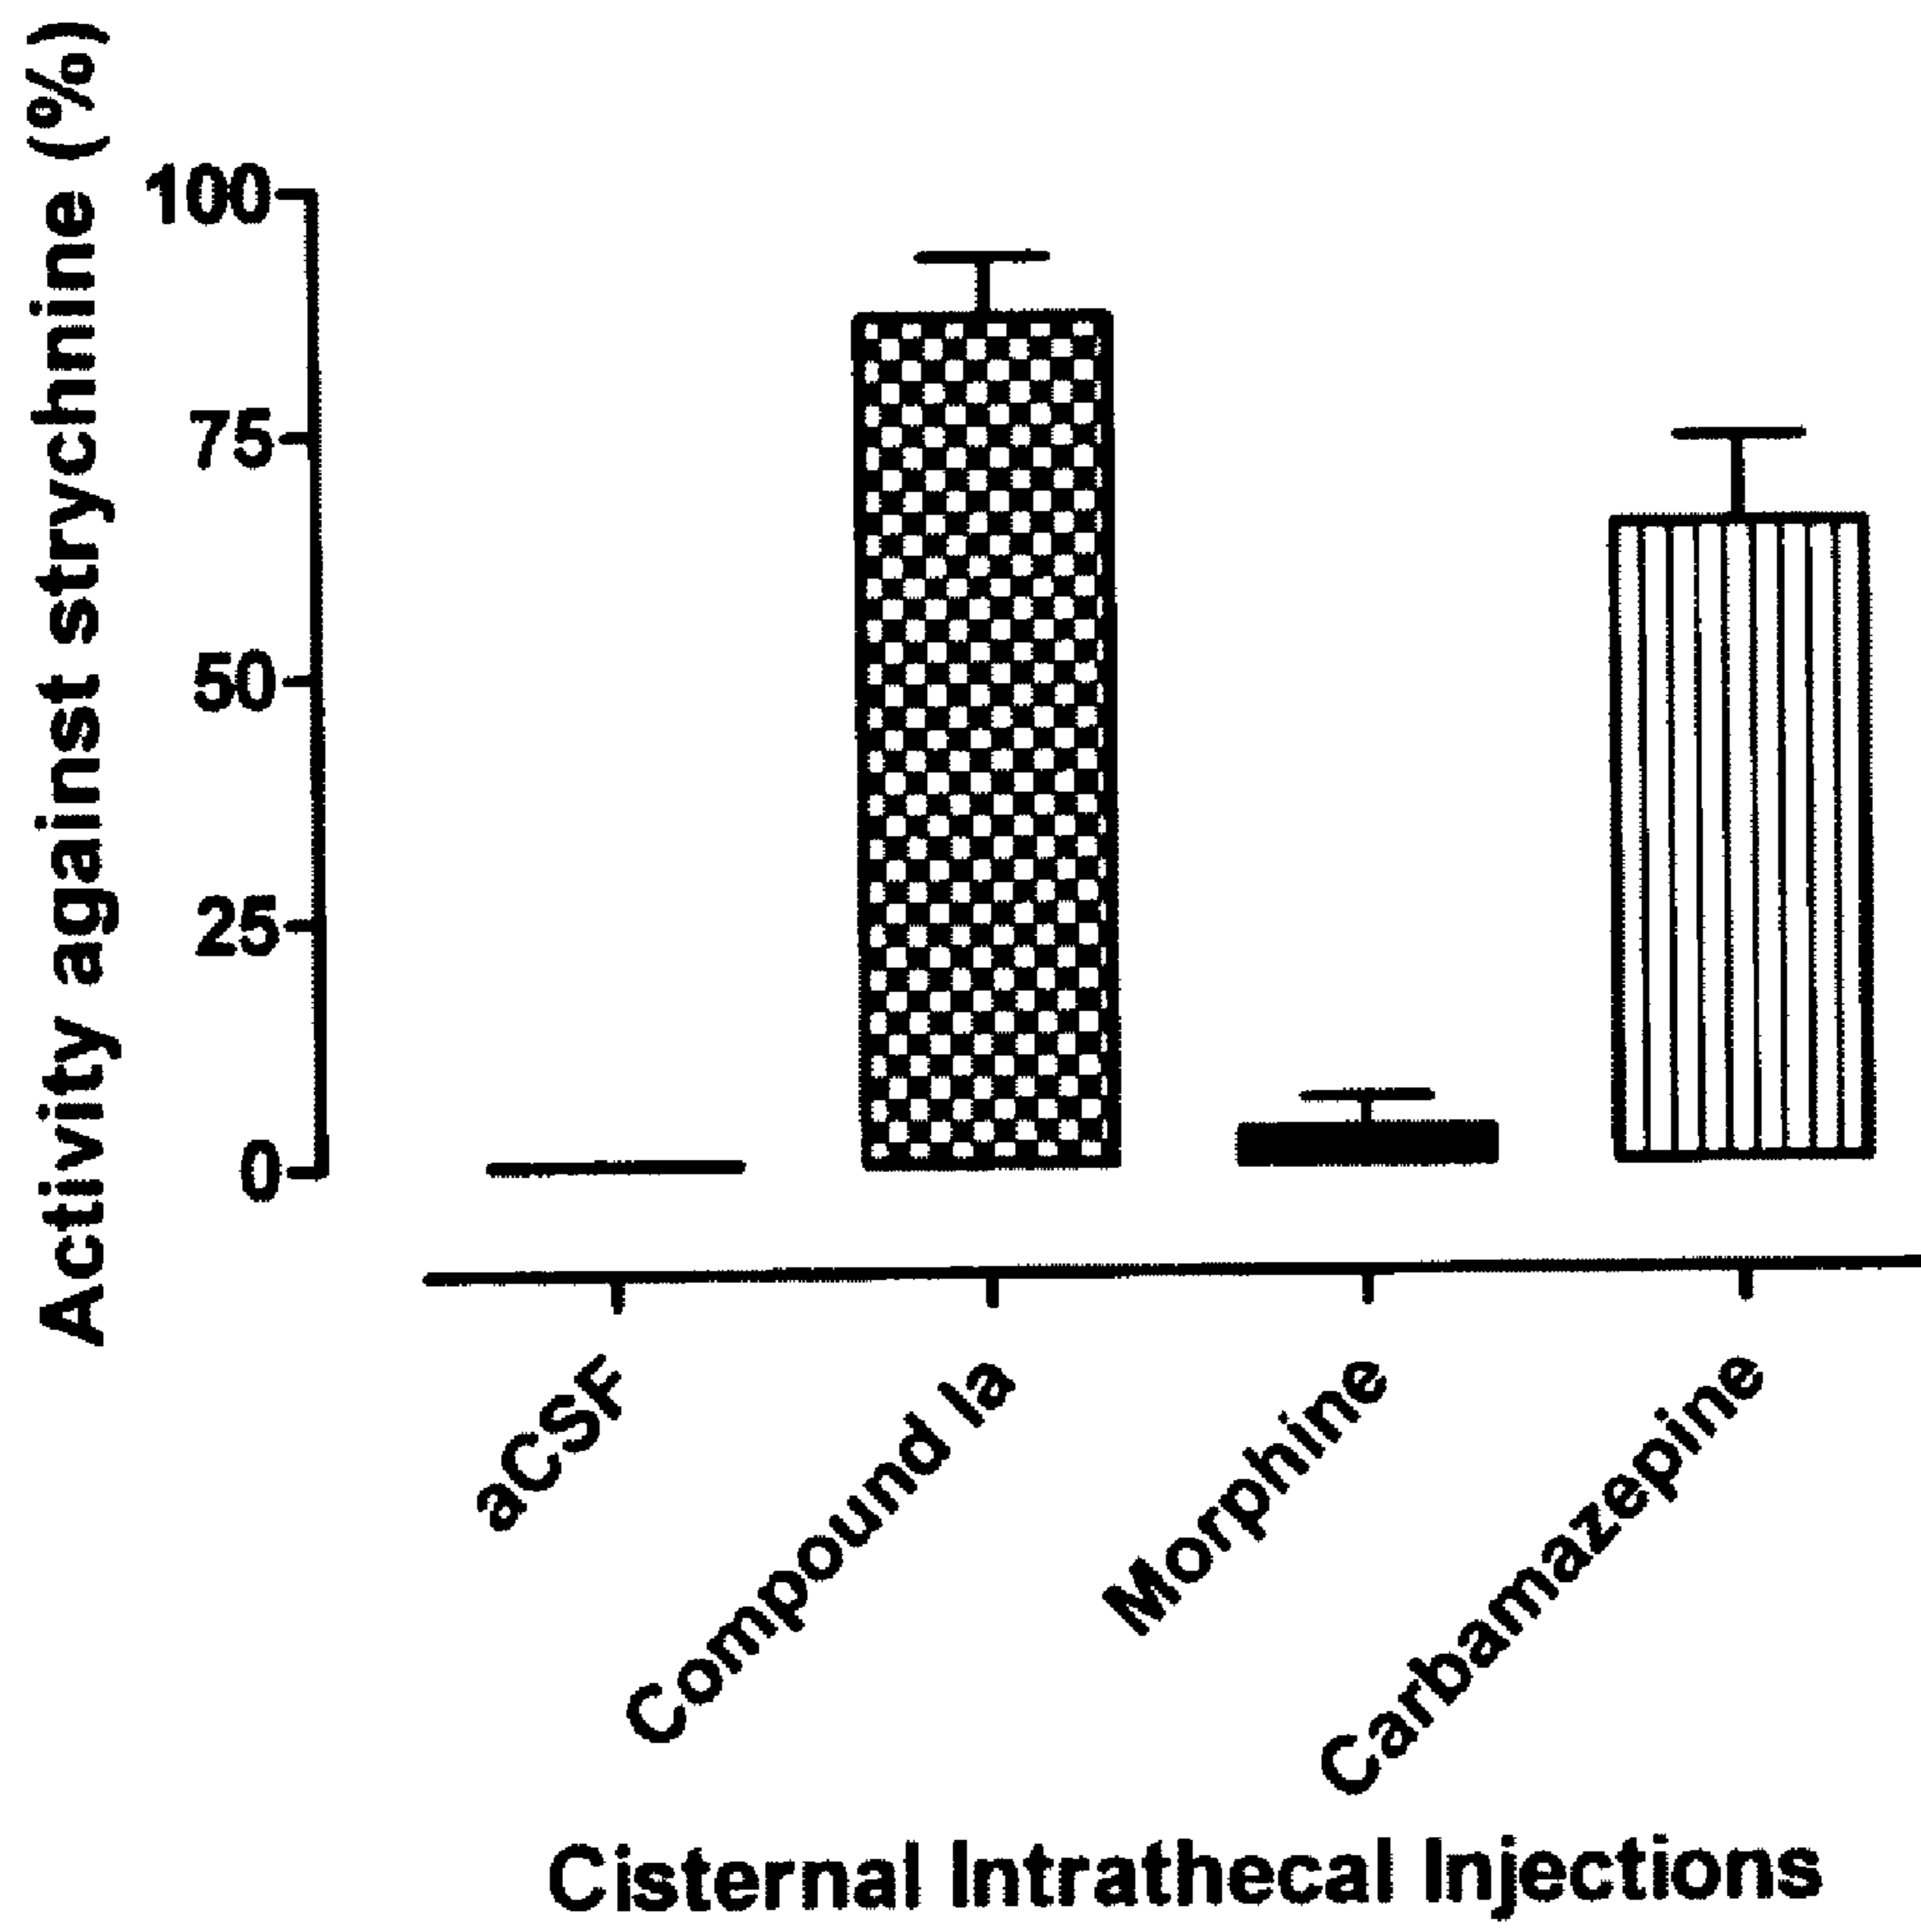 Activity against strychnine (%)
100
75
50
25
0
aCSF
Compound Ia
Morphine
Carbamazepine
Cisternal Intrathecal Injections